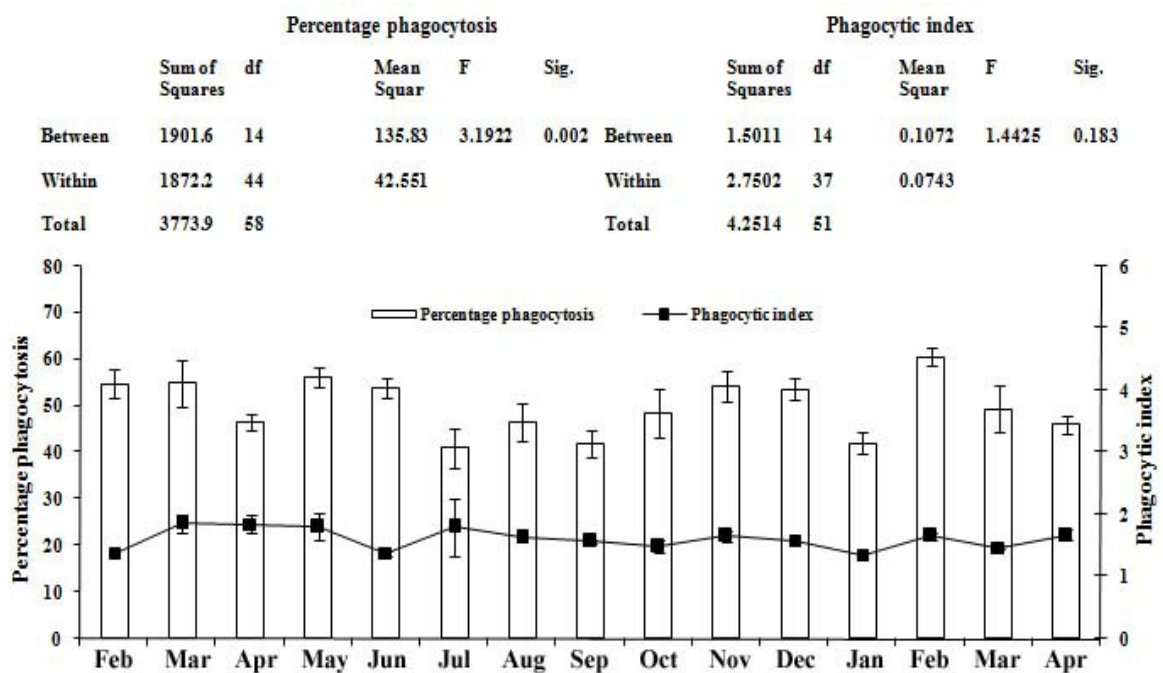 Percentage phagocytosis Phagocytic index
Sum of Squares df Mean Squar F Sig. Sum of Squares df Mean Squar F Sig.
Between 1901.6 14 135.83 3.1922 0.002 Between 1.5011 14 0.1072 1.4425 0.183
Within 1872.2 44 42.551 Within 2.7502 37 0.0743
Total 3773.9 58 Total 4.2514 51
Percentage phagocytosis Phagocytic index
Percentage phagocytosis
80
70
60
50
40
30
20
10
0
Phagocytic index
6
5
4
3
2
1
0
Feb Mar Apr May Jun Jul Aug Sep Oct Nov Dec Jan Feb Mar Apr